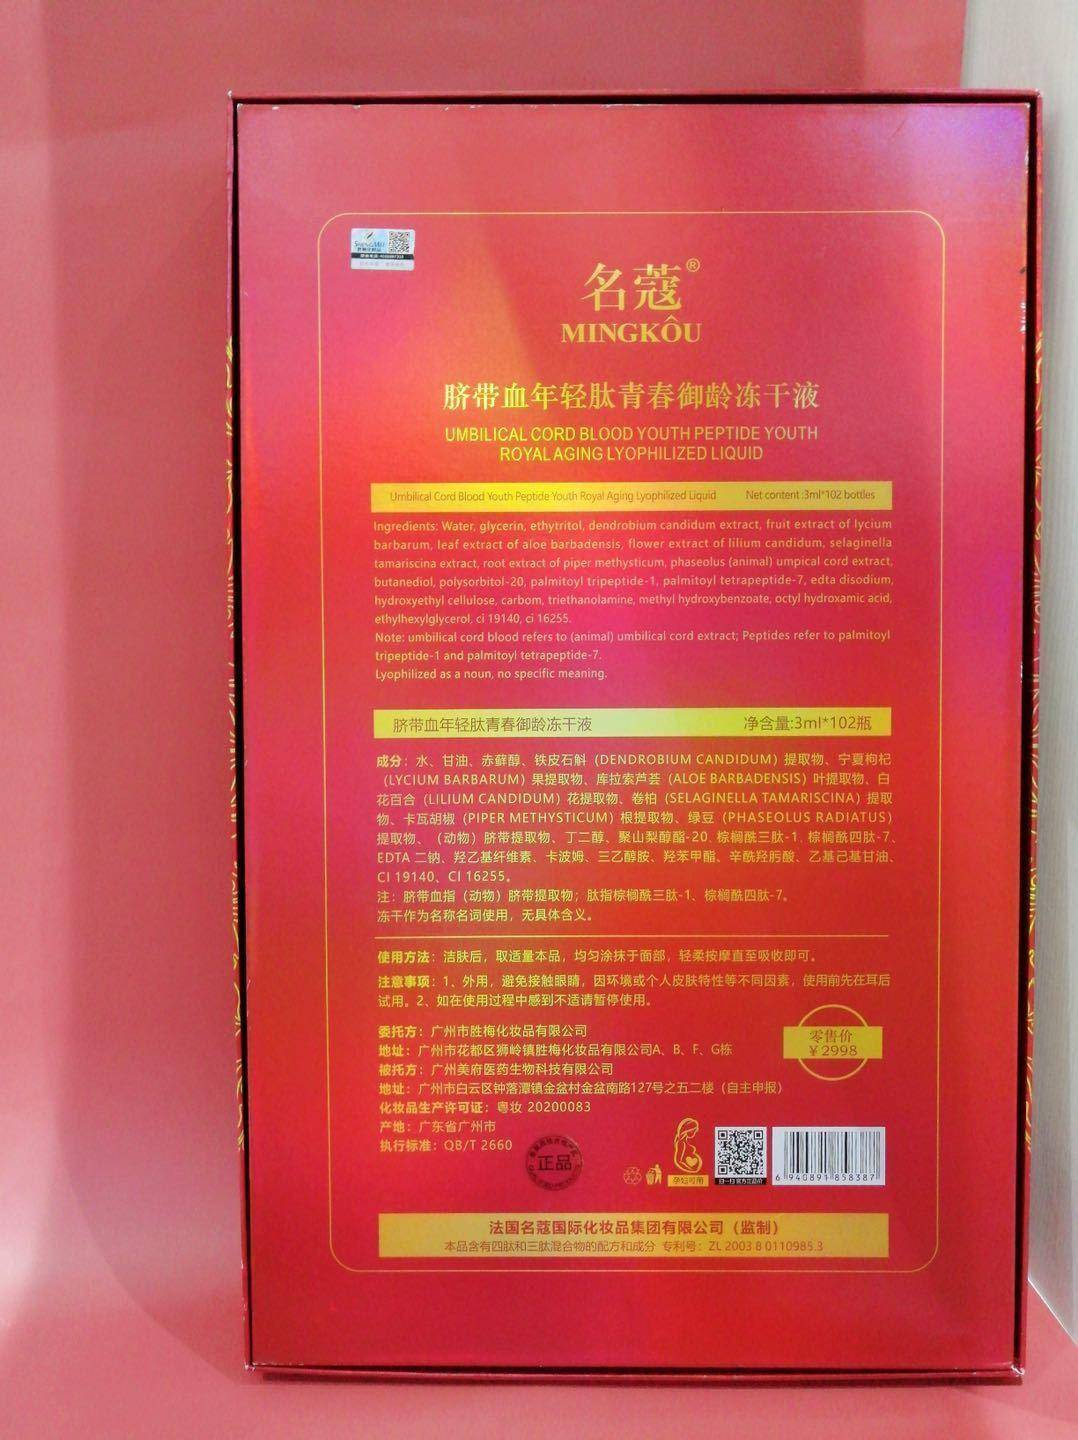 SHENGMEI
名蔻®
MINGKÔU
脐带血年轻肽青春御龄冻干液
UMBILICAL CORD BLOOD YOUTH PEPTIDE YOUTH
ROYAL AGING LYOPHILIZED LIQUID
Umbilical Cord Blood Youth Peptide Youth Royal Aging Lyophilized Liquid Net content :3ml*102 bottles
Ingredients: Water, glycerin, ethytritol, dendrobium candidum extract, fruit extract of lycium
barbarum, leaf extract of aloe barbadensis, flower extract of lilium candidum, selaginella
tamariscina extract, root extract of piper methysticum, phaseolus (animal) umpical cord extract,
butanediol, polysorbitol-20, palmitoyl tripeptide-1, palmitoyl tetrapeptide-7, edta disodium,
hydroxyethyl cellulose, carbom, triethanolamine, methyl hydroxybenzoate, octyl hydroxamic acid,
ethylhexylglycerol, ci 19140, ci 16255.
Note: umbilical cord blood refers to (animal) umbilical cord extract; Peptides refer to palmitoyl
tripeptide-1 and palmitoyl tetrapeptide-7.
Lyophilized as a noun, no specific meaning.
脐带血年轻肽青春御龄冻干液 净含量:3ml*102瓶
成分：水、甘油、赤藓醇、铁皮石斛（DENDROBIUM CANDIDUM）提取物、宁夏枸杞
（LYCIUM BARBARUM）果提取物、库拉索芦荟（ALOE BARBADENSIS）叶提取物、白
花百合（LILIUM CANDIDUM）花提取物、卷柏（SELAGINELLA TAMARISCINA）提取
物、卡瓦胡椒（PIPER METHYSTICUM）根提取物、绿豆（PHASEOLUS RADIATUS）
提取物、（动物）脐带提取物、丁二醇、聚山梨醇酯-20、棕榈酰三肽-1、棕榈酰四肽-7、
EDTA 二钠、羟乙基纤维素、卡波姆、三乙醇胺、羟苯甲酯、辛酰羟肟酸、乙基己基甘油、
CI 19140、CI 16255。
注：脐带血指（动物）脐带提取物；肽指棕榈酰三肽-1、棕榈酰四肽-7。
冻干作为名称名词使用，无具体含义。
使用方法：洁肤后，取适量本品，均匀涂抹于面部，轻柔按摩直至吸收即可。
注意事项：1、外用，避免接触眼睛，因环境或个人皮肤特性等不同因素，使用前先在耳后
试用。2、如在使用过程中感到不适请暂停使用。
委托方：广州市胜梅化妆品有限公司
地址：广州市花都区狮岭镇胜梅化妆品有限公司A、B、F、G栋
被托方：广州美府医药生物科技有限公司
地址：广州市白云区钟落潭镇金盆村金盆南路127号之五二楼（自主申报）
化妆品生产许可证：粤妆 20200083
产地：广东省广州市
执行标准：QB/T 2660
零售价
¥2998
正品
孕妇可用
扫一扫 官方正品价
6 940891 858387
法国名蔻国际化妆品集团有限公司（监制）
本品含有四肽和三肽混合物的配方和成分 专利号：ZL 2003 8 0110985.3